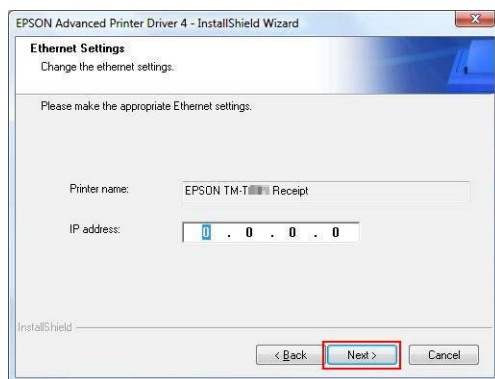 EPSON Advanced Printer Driver 4 - InstallShield Wizard
Ethernet Settings
Change the ethernet settings.
Please make the appropriate Ethernet settings.
Printer name:
EPSON TM-T Receipt
IP address:
0 . 0 . 0 . 0
InstallShield
< Back
Next >
Cancel